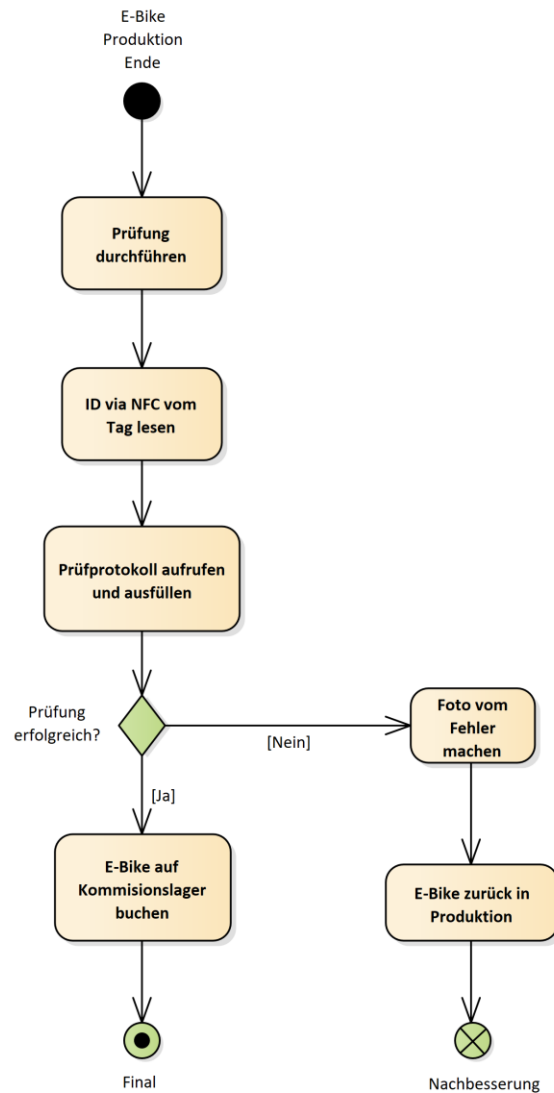 E-Bike
Produktion
Ende
Prüfung
durchführen
ID via NFC vom
Tag lesen
Prüfprotokoll aufrufen
und ausfüllen
Prüfung
erfolgreich?
[Nein]
Foto vom
Fehler
machen
[Ja]
E-Bike auf
Kommisionslager
buchen
E-Bike zurück in
Produktion
Final
Nachbesserung